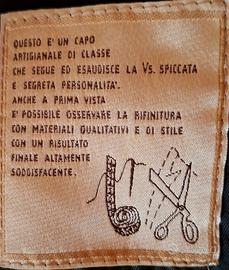 QUESTO E' UN CAPO
ARTIGIANALE DI CLASSE
CHE SEGUE ED ESAUDISCE LA Vs. SPICCATA
E SEGRETA PERSONALITA'.
ANCHE A PRIMA VISTA
E' POSSIBILE OSSERVARE LA RIFINITURA
CON MATERIALI QUALITATIVI E DI STILE
CON UN RISULTATO
FINALE ALTAMENTE
SODDISFACENTE.